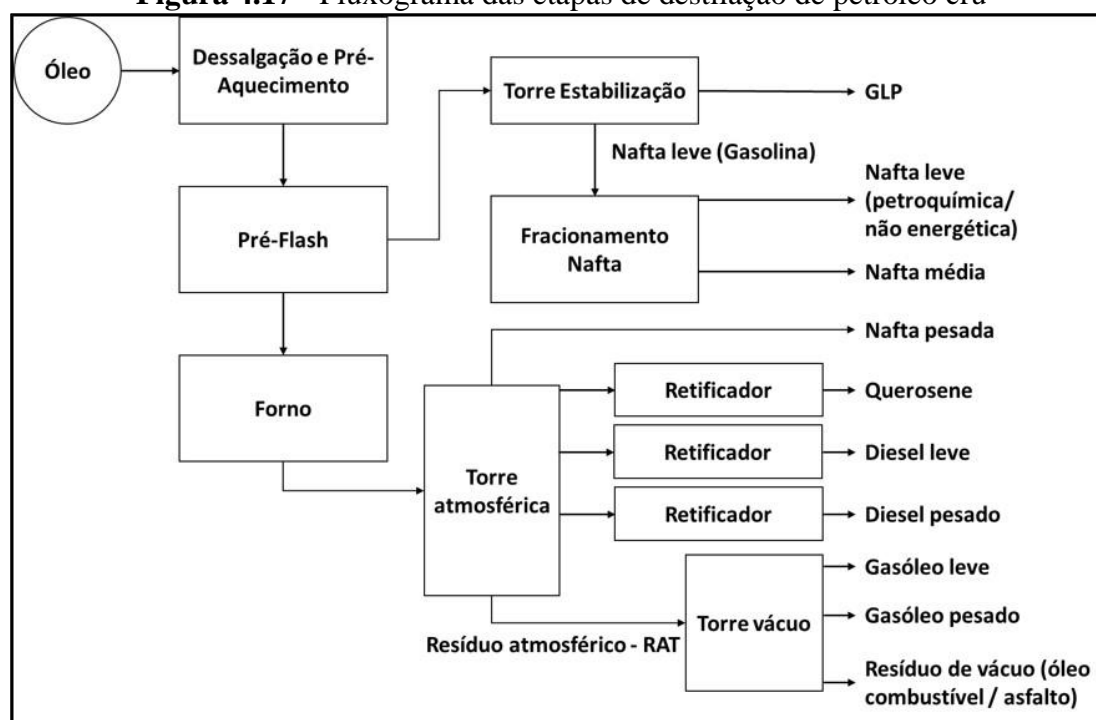 Figura 4.17 - Fluxograma das etapas de destilação de petróleo cru
Óleo
Dessalgação e Pré-
Aquecimento
Torre Estabilização
GLP
Nafta leve (Gasolina)
Pré-Flash
Fracionamento
Nafta
Nafta leve
(petroquímica/
não energética)
Nafta média
Nafta pesada
Forno
Torre
atmosférica
Retificador
Querosene
Retificador
Diesel leve
Retificador
Diesel pesado
Resíduo atmosférico - RAT
Torre vácuo
Gasóleo leve
Gasóleo pesado
Resíduo de vácuo (óleo
combustível / asfalto)